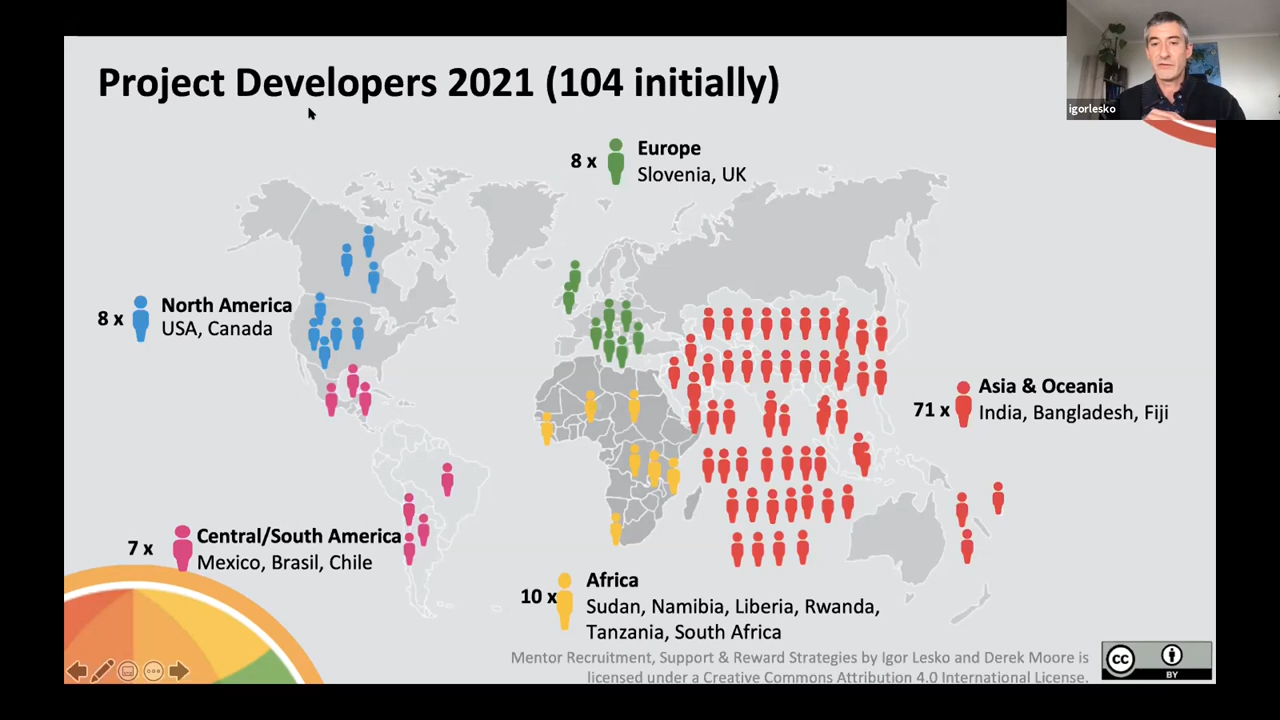 Project Developers 2021 (104 initially)
igorlesko
8 x
Europe
Slovenia, UK
8 x
North America
USA, Canada
71 x
Asia & Oceania
India, Bangladesh, Fiji
7 x
Central/South America
Mexico, Brasil, Chile
10 x
Africa
Sudan, Namibia, Liberia, Rwanda,
Tanzania, South Africa
Mentor Recruitment, Support & Reward Strategies by Igor Lesko and Derek Moore is
licensed under a Creative Commons Attribution 4.0 International License.
cc
BY